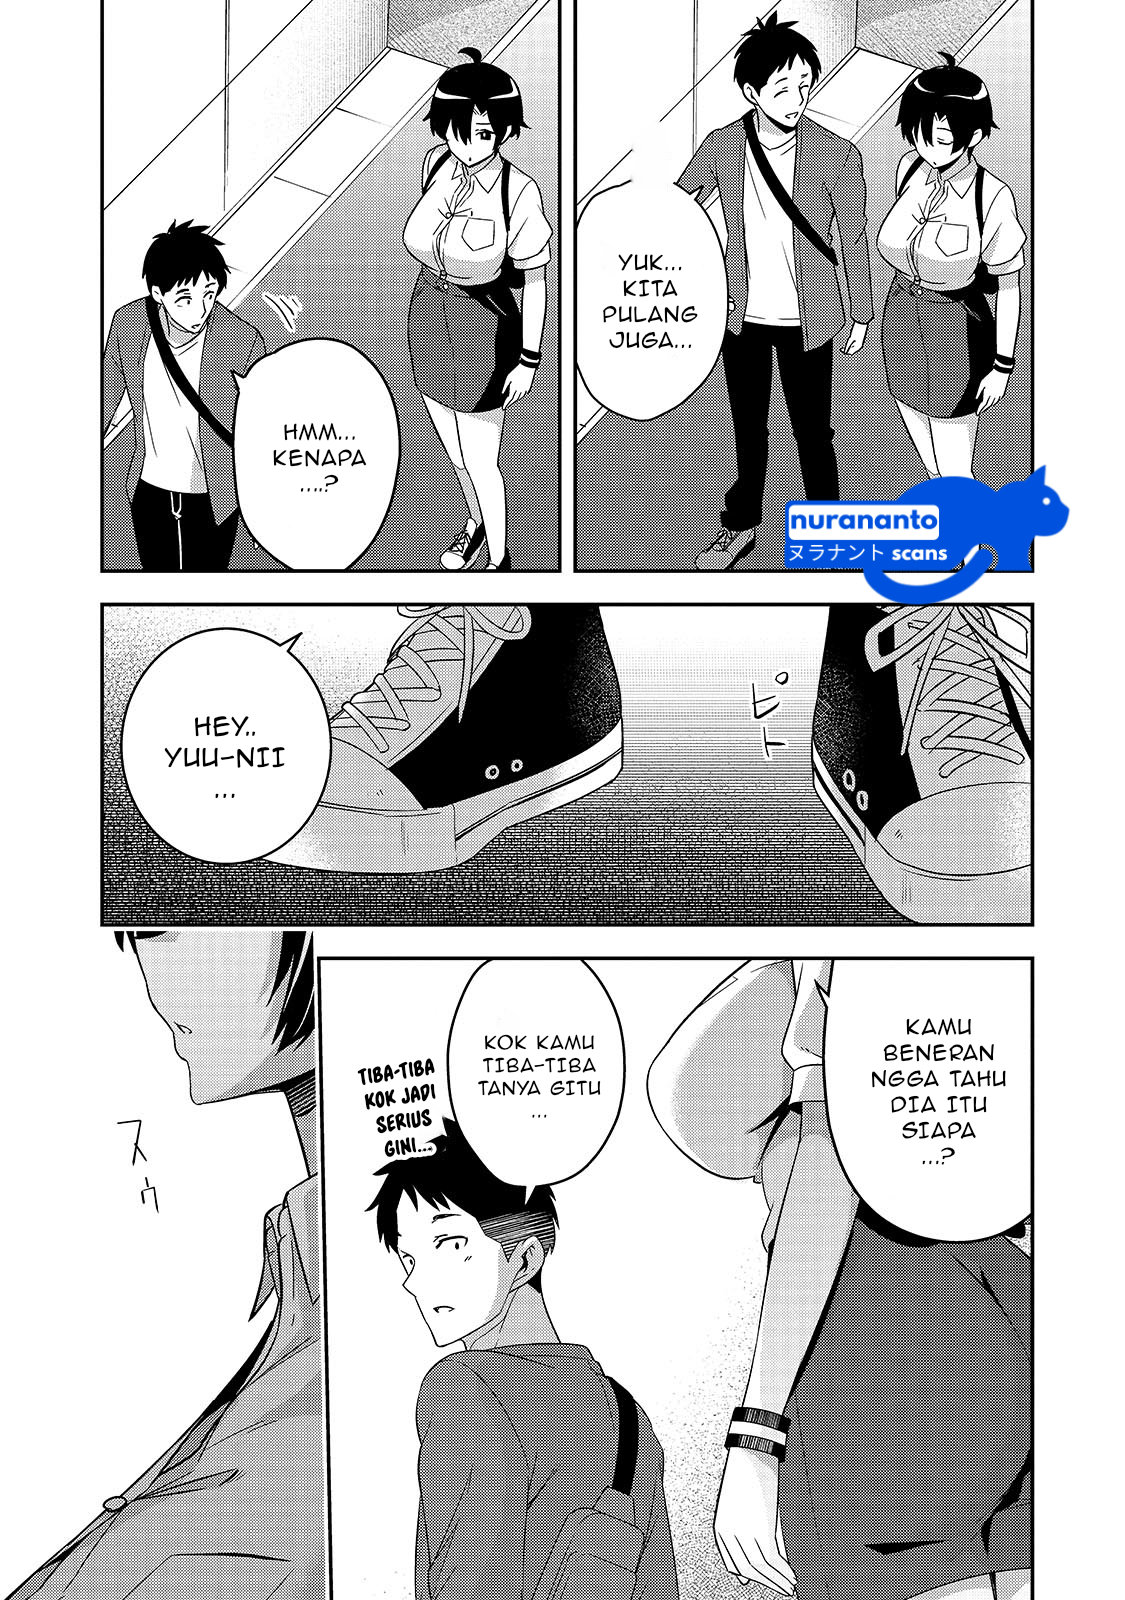 YUK...
KITA
PULANG
JUGA...
HMM...
KENAPA
....?
nurananto
ヌラナント scans
HEY..
YUU-NII
...
ピ
ト
KAMU
BENERAN
NGGA TAHU
DIA ITU
SIAPA
....?
KOK KAMU
TIBA-TIBA
TANYA GITU
...
TIBA-TIBA
KOK JADI
SERIUS
GINI...
スゥ